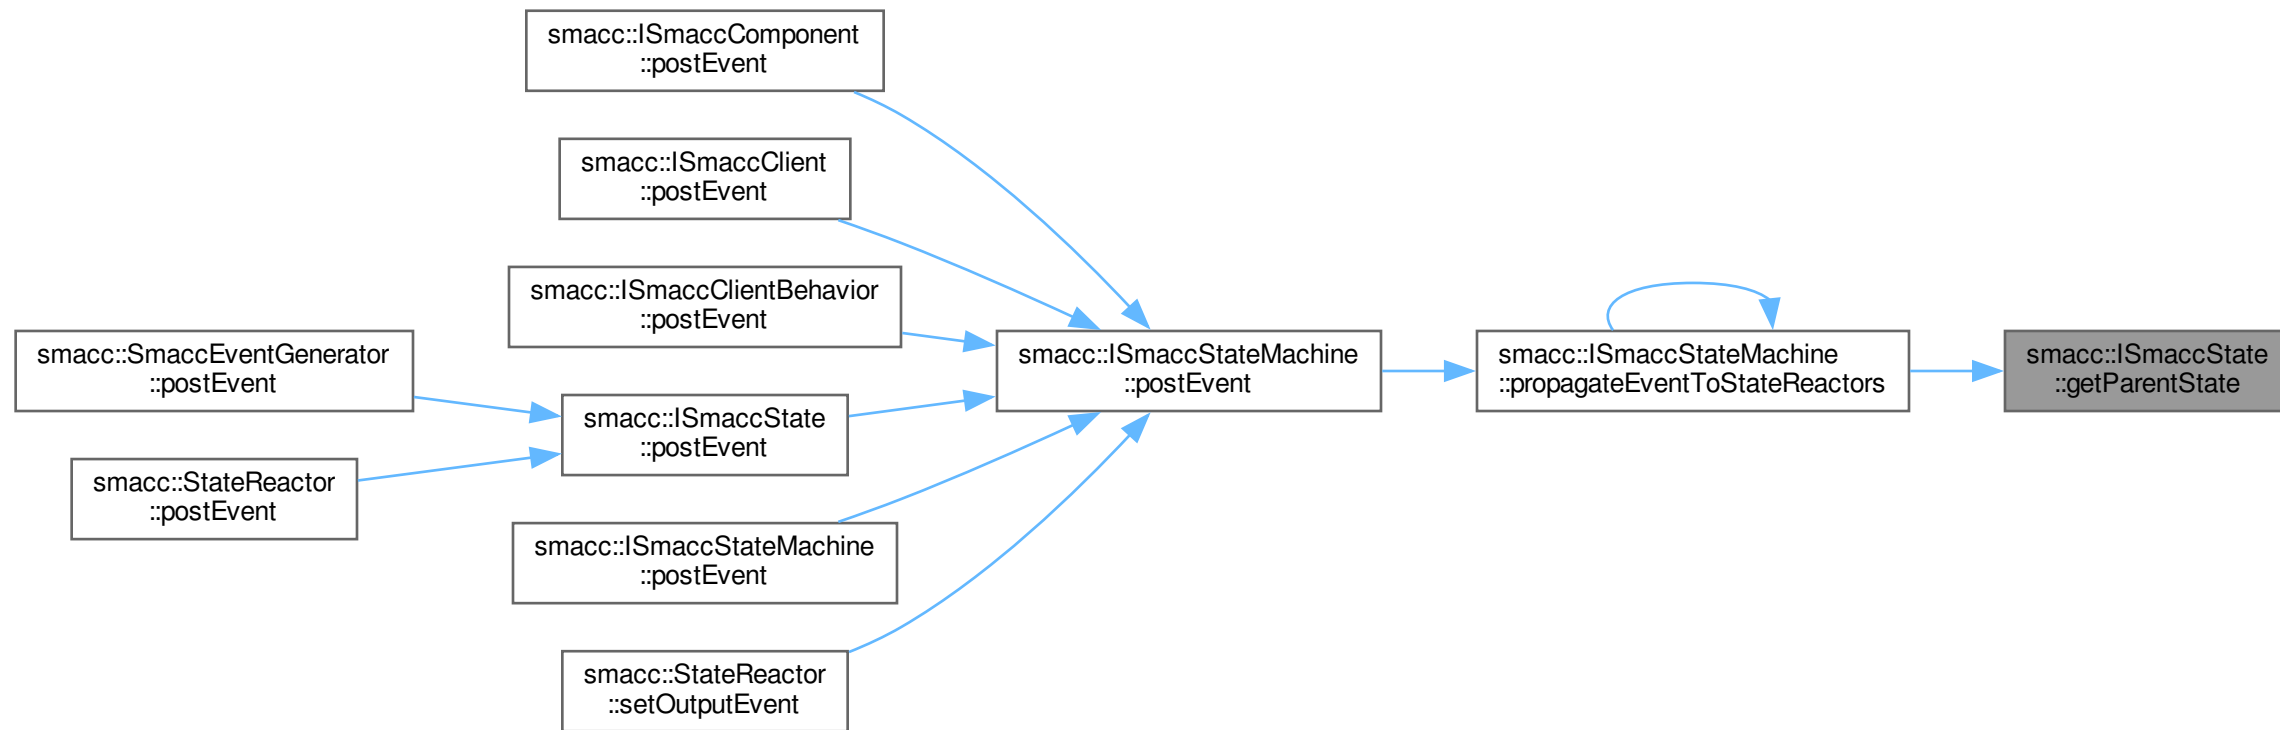 smacc::ISmaccComponent
::postEvent
smacc::ISmaccClient
::postEvent
smacc::ISmaccClientBehavior
::postEvent
smacc::SmaccEventGenerator
::postEvent
smacc::ISmaccStateMachine
::postEvent
smacc::ISmaccStateMachine
::propagateEventToStateReactors
smacc::ISmaccState
::getParentState
smacc::ISmaccState
::postEvent
smacc::StateReactor
::postEvent
smacc::ISmaccStateMachine
::postEvent
smacc::StateReactor
::setOutputEvent